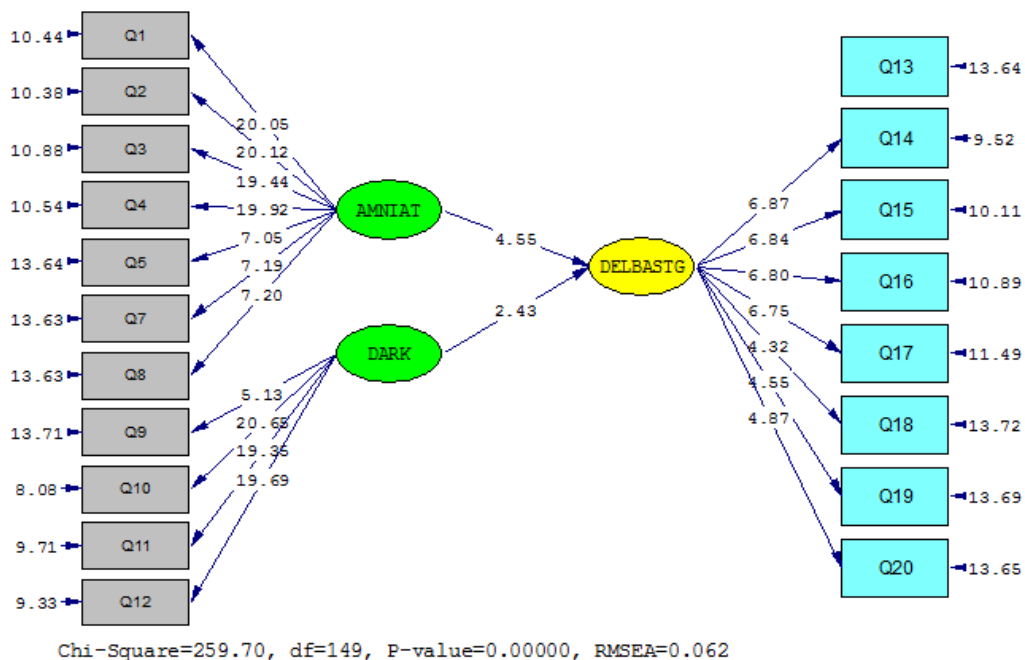 10.44 Q1
10.38 Q2
10.88 Q3
10.54 Q4
13.64 Q5
13.63 Q7
13.63 Q8
13.71 Q9
8.08 Q10
9.71 Q11
9.33 Q12
20.05
20.12
19.44
19.92
7.05
7.19
7.20
AMNIAT
DARK
5.13
20.65
19.35
19.69
4.55
2.43
DELBASTG
6.87
6.84
6.80
6.75
4.32
4.55
4.87
Q13 13.64
Q14 9.52
Q15 10.11
Q16 10.89
Q17 11.49
Q18 13.72
Q19 13.69
Q20 13.65
Chi-Square=259.70, df=149, P-value=0.00000, RMSEA=0.062